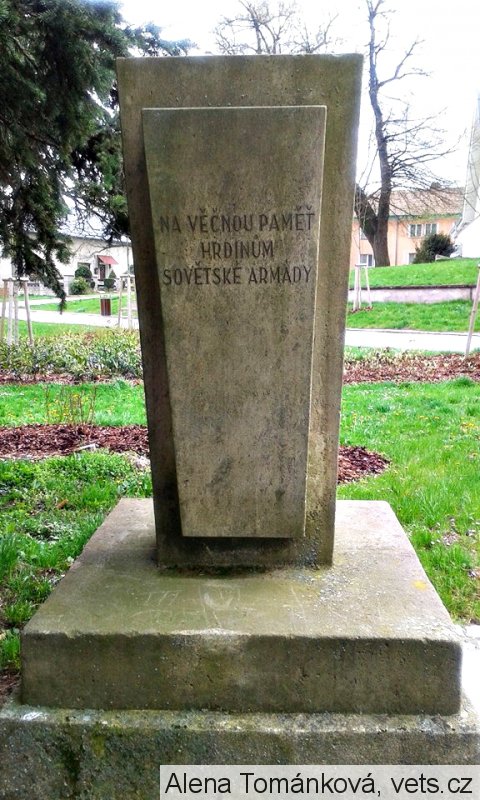 NA VĚČNOU PAMĚŤ
HRDINŮM
SOVĚTSKÉ ARMÁDY
Alena Tománková, vets.cz